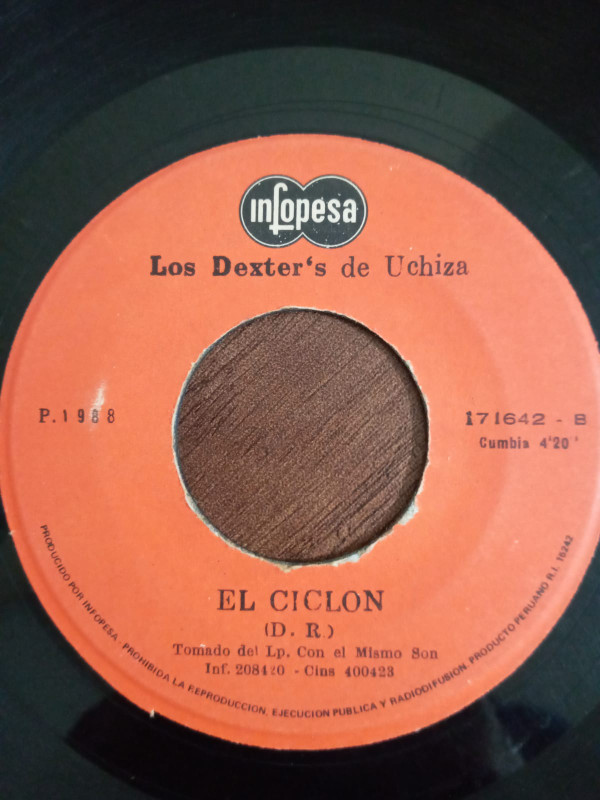 infopesa
Los Dexter's de Uchiza
P. 1988
171642 - B
Cumbia 4'20'
EL CICLON
(D. R.)
Tomado del Lp. Con el Mismo Son
Inf. 208420 - Cins 400423
PRODUCIDO POR INFOPESA - PROHIBIDA LA REPRODUCCION, EJECUCION PUBLICA Y RADIODIFUSION. PRODUCTO PERUANO R.I. 15242